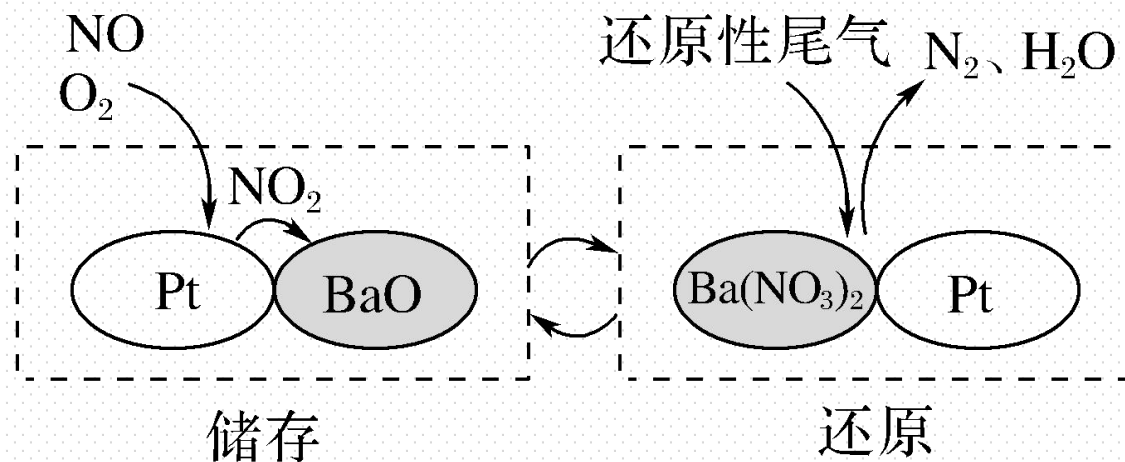 NO
O₂
还原性尾气 N₂、H₂O
NO₂
Pt
BaO
Ba(NO₃)₂
Pt
储存
还原